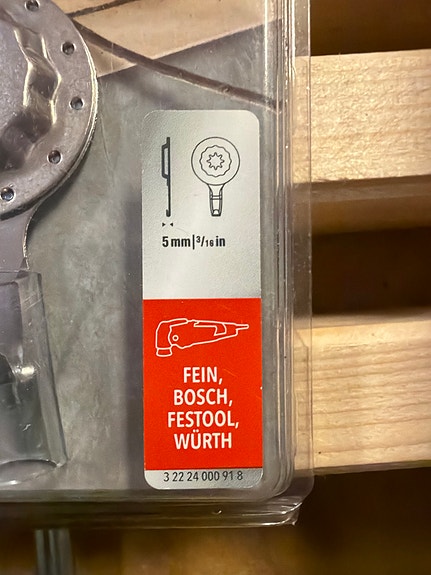 5 mm|3/16 in
FEIN,
BOSCH,
FESTOOL,
WÜRTH
3 22 24 000 91 8